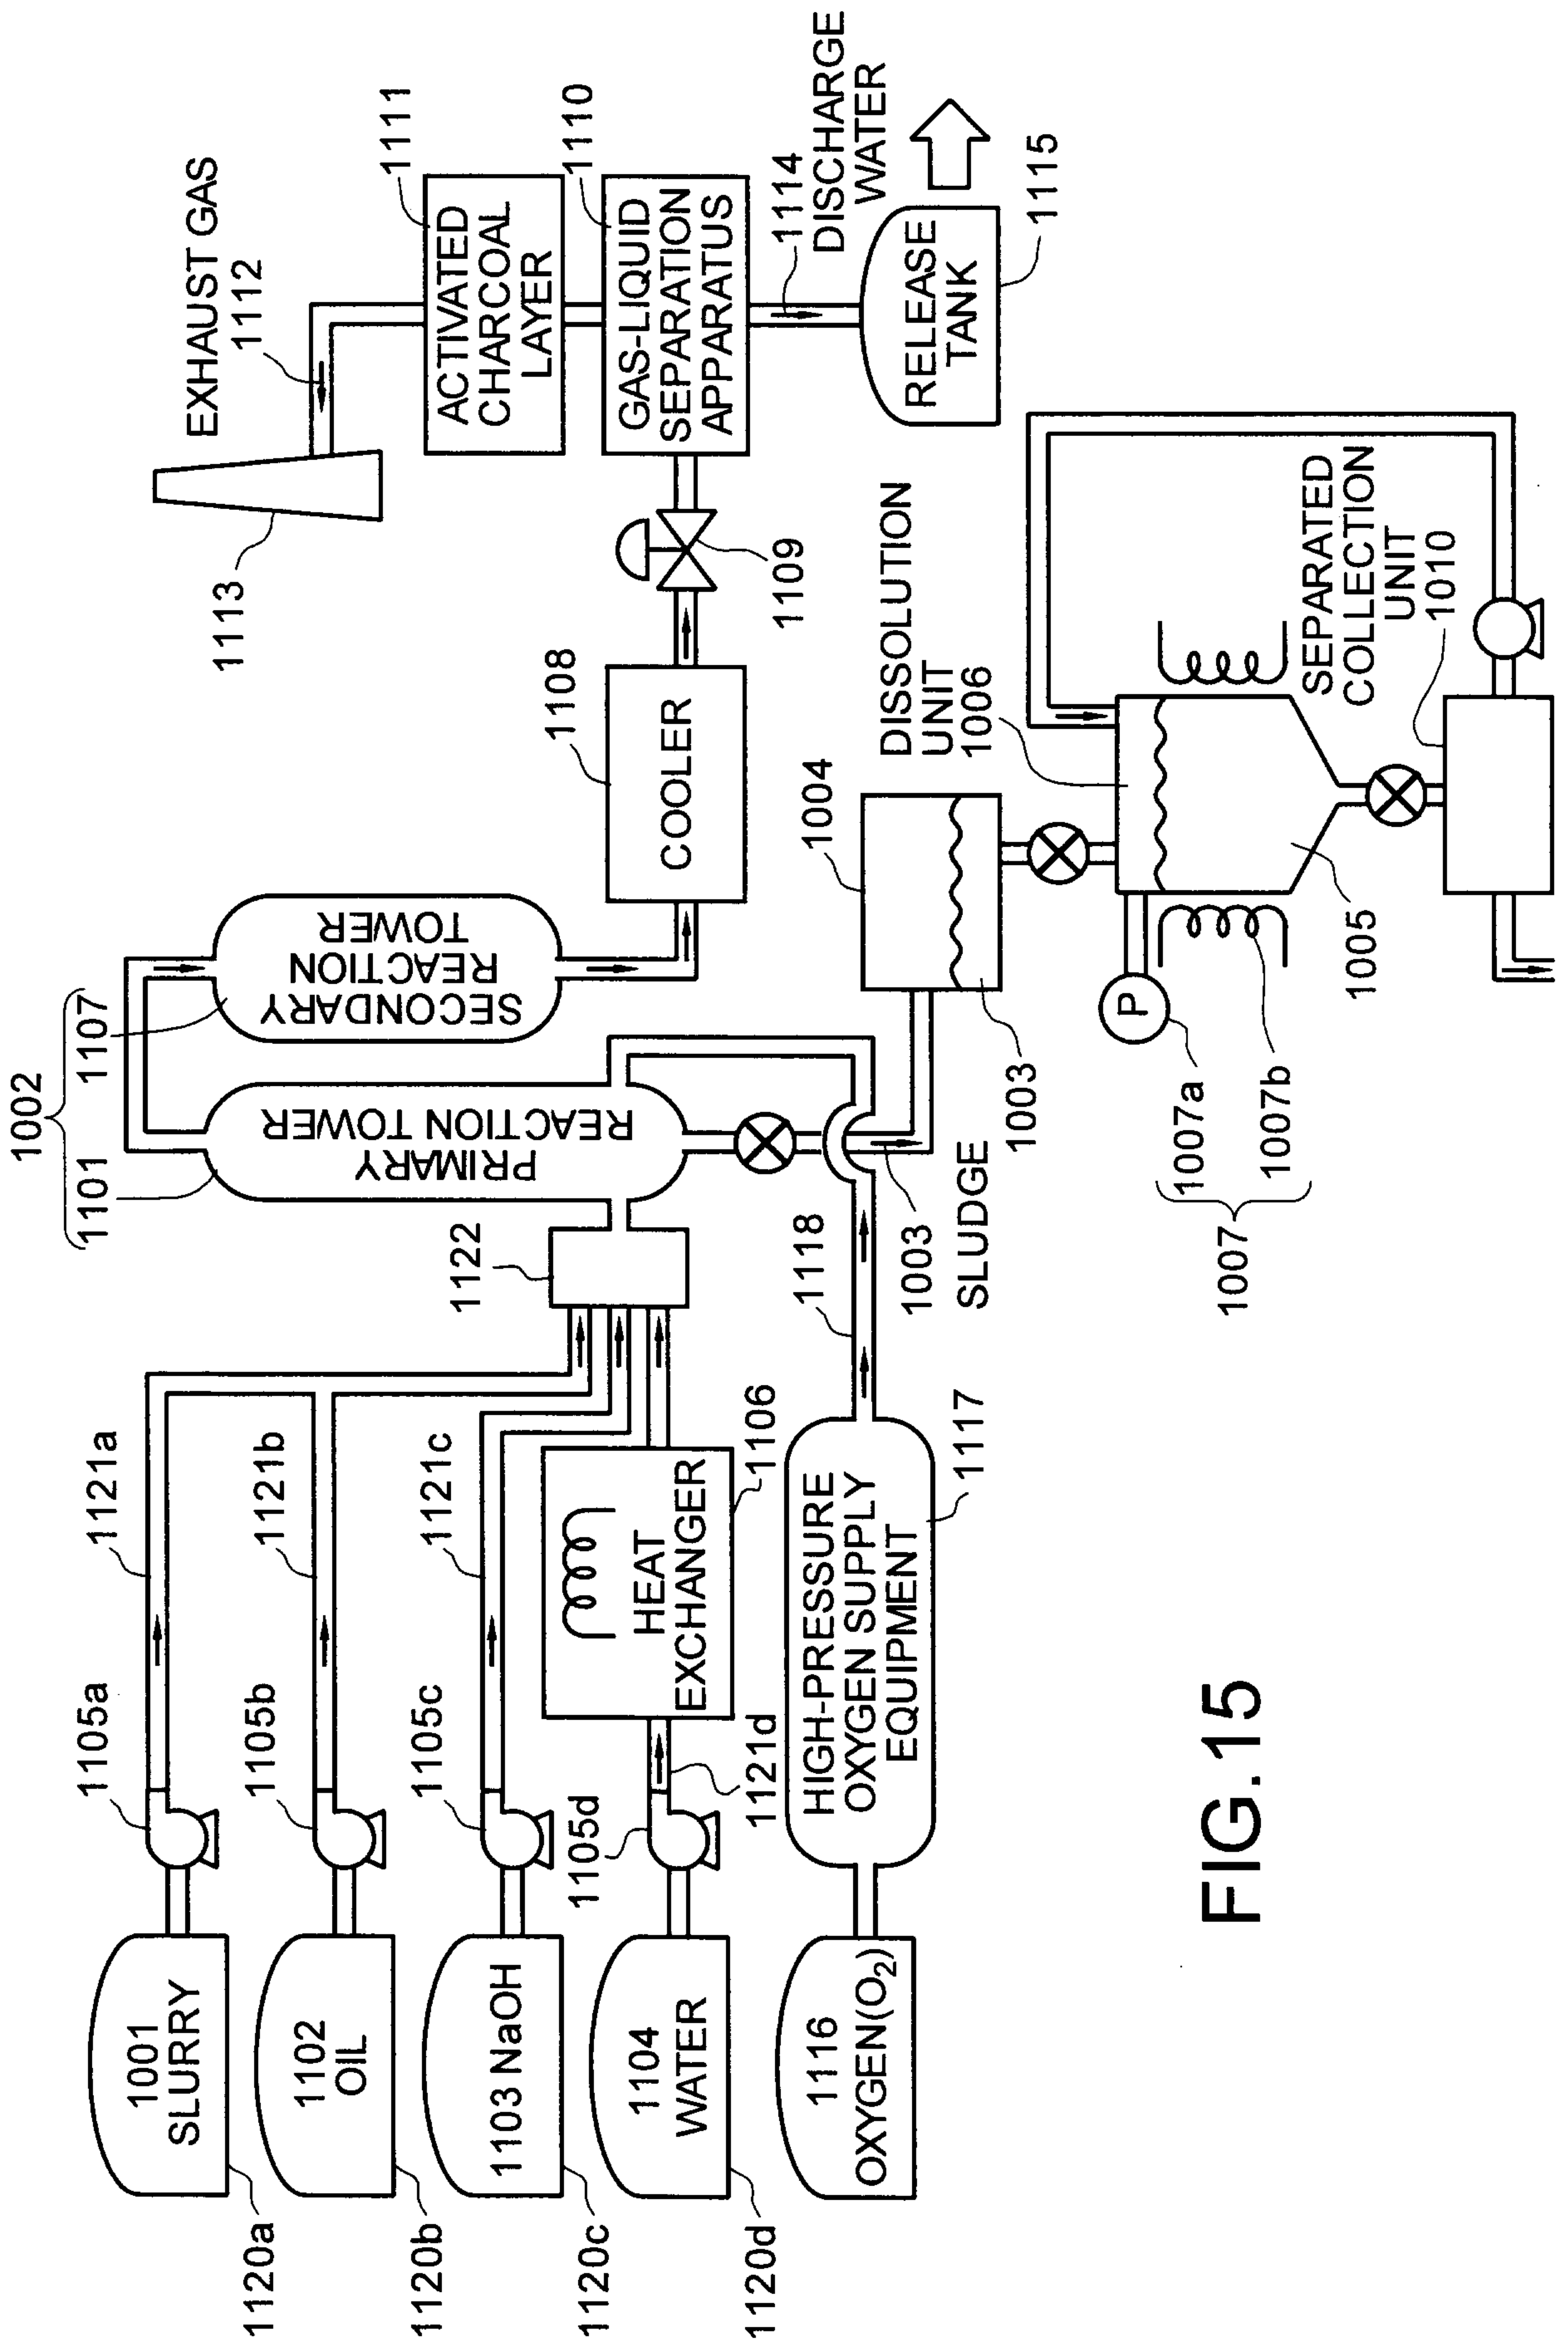 1120a
1001
SLURRY
1105a
1121a
1120b
1102
OIL
1105b
1121b
1120c
1103 NaOH
1105c
1121c
1120d
1104
WATER
1105d
1121d
HEAT
EXCHANGER
1106
1122
1116
OXYGEN(O2)
HIGH-PRESSURE
OXYGEN SUPPLY
EQUIPMENT
1117
1118
1002
1101
1107
PRIMARY
REACTION TOWER
SECONDARY
REACTION
TOWER
1003
SLUDGE
1003
1004
COOLER
1108
1109
1113
EXHAUST GAS
1112
ACTIVATED
CHARCOAL
LAYER
1111
GAS-LIQUID
SEPARATION
APPARATUS
1110
1114
DISCHARGE
WATER
RELEASE
TANK
1115
DISSOLUTION
UNIT
1006
P
1007
1007a
1007b
1005
SEPARATED
COLLECTION
UNIT
1010
FIG.15